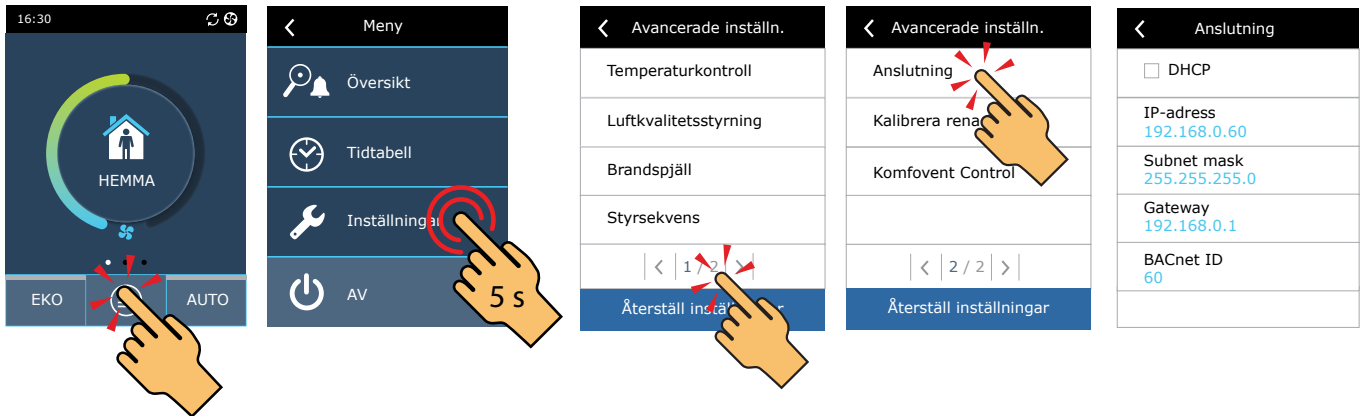 16:30
HEMMA
EKO
AUTO
Meny
Översikt
Tidtabell
Inställningar
AV
5 s
Avancerade inställn.
Temperaturkontroll
Luftkvalitetsstyrning
Brandspjäll
Styrsekvens
1 / 2
Återställ inställningar
Avancerade inställn.
Anslutning
Kalibrera rena
Komfovent Control
2 / 2
Återställ inställningar
Anslutning
DHCP
IP-adress
192.168.0.60
Subnet mask
255.255.255.0
Gateway
192.168.0.1
BACnet ID
60